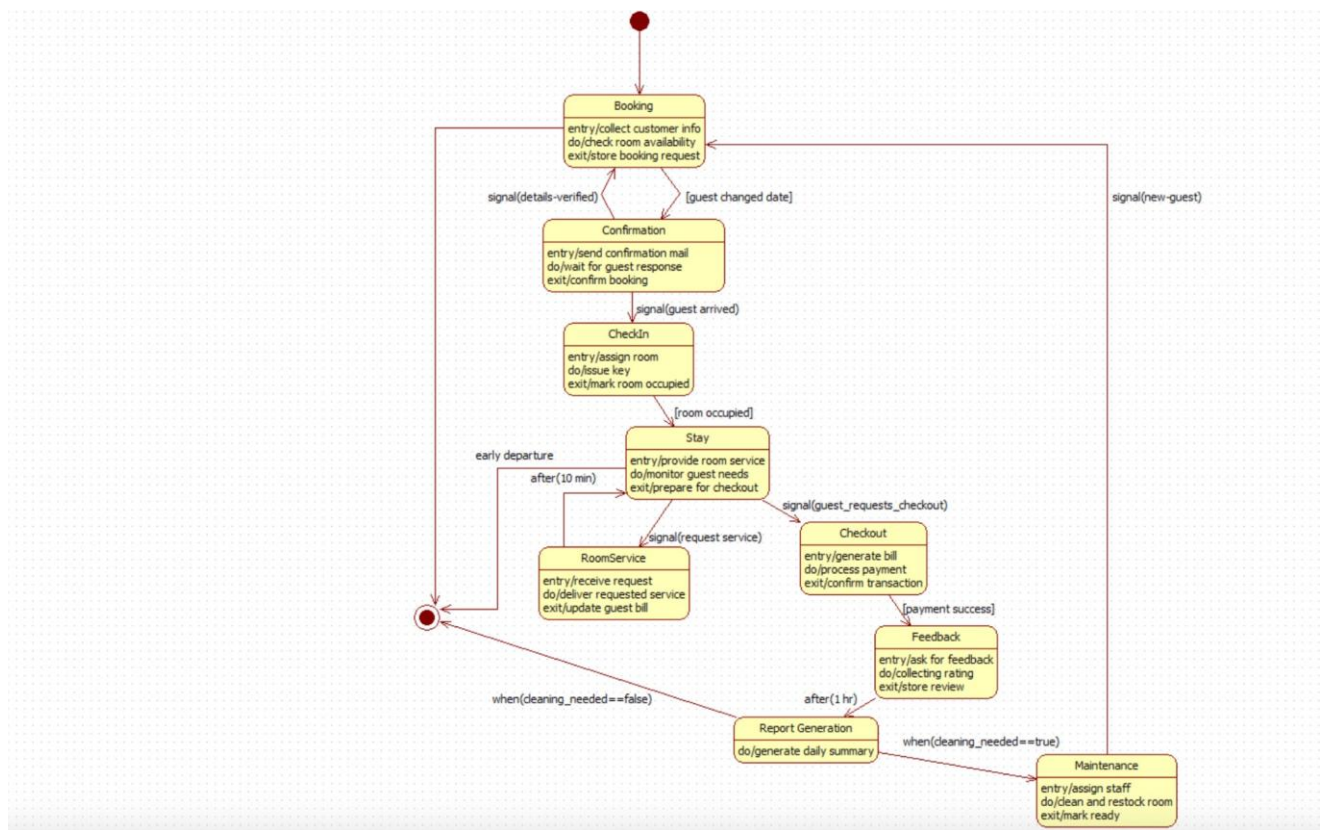 Booking
entry/collect customer info
do/check room availability
exit/store booking request
signal(details-verified)
[guest changed date]
signal(new-guest)
Confirmation
entry/send confirmation mail
do/wait for guest response
exit/confirm booking
signal(guest arrived)
CheckIn
entry/assign room
do/issue key
exit/mark room occupied
[room occupied]
Stay
entry/provide room service
do/monitor guest needs
exit/prepare for checkout
early departure
after(10 min)
signal(guest_requests_checkout)
signal(request service)
RoomService
entry/receive request
do/deliver requested service
exit/update guest bill
Checkout
entry/generate bill
do/process payment
exit/confirm transaction
[payment success]
Feedback
entry/ask for feedback
do/collecting rating
exit/store review
after(1 hr)
when(cleaning_needed==false)
Report Generation
do/generate daily summary
when(cleaning_needed==true)
Maintenance
entry/assign staff
do/clean and restock room
exit/mark ready